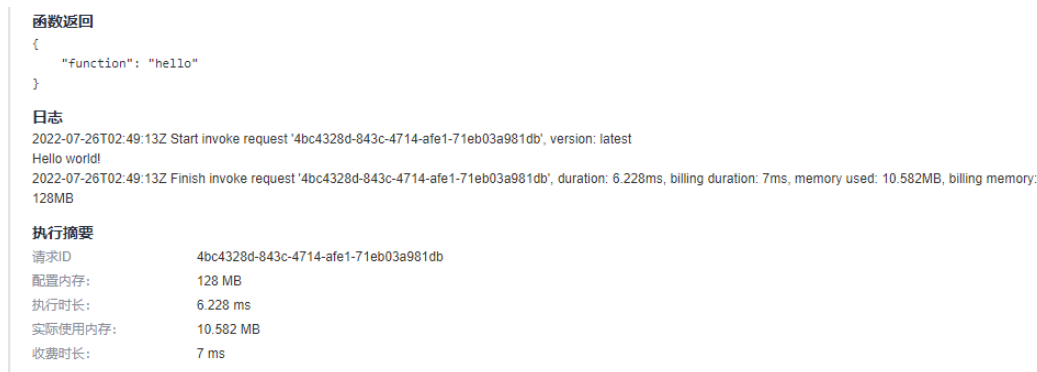 函数返回
{
    "function": "hello"
}
日志
2022-07-26T02:49:13Z Start invoke request '4bc4328d-843c-4714-afe1-71eb03a981db', version: latest
Hello world!
2022-07-26T02:49:13Z Finish invoke request '4bc4328d-843c-4714-afe1-71eb03a981db', duration: 6.228ms, billing duration: 7ms, memory used: 10.582MB, billing memory:
128MB
执行摘要
请求ID 4bc4328d-843c-4714-afe1-71eb03a981db
配置内存: 128 MB
执行时长: 6.228 ms
实际使用内存: 10.582 MB
收费时长: 7 ms